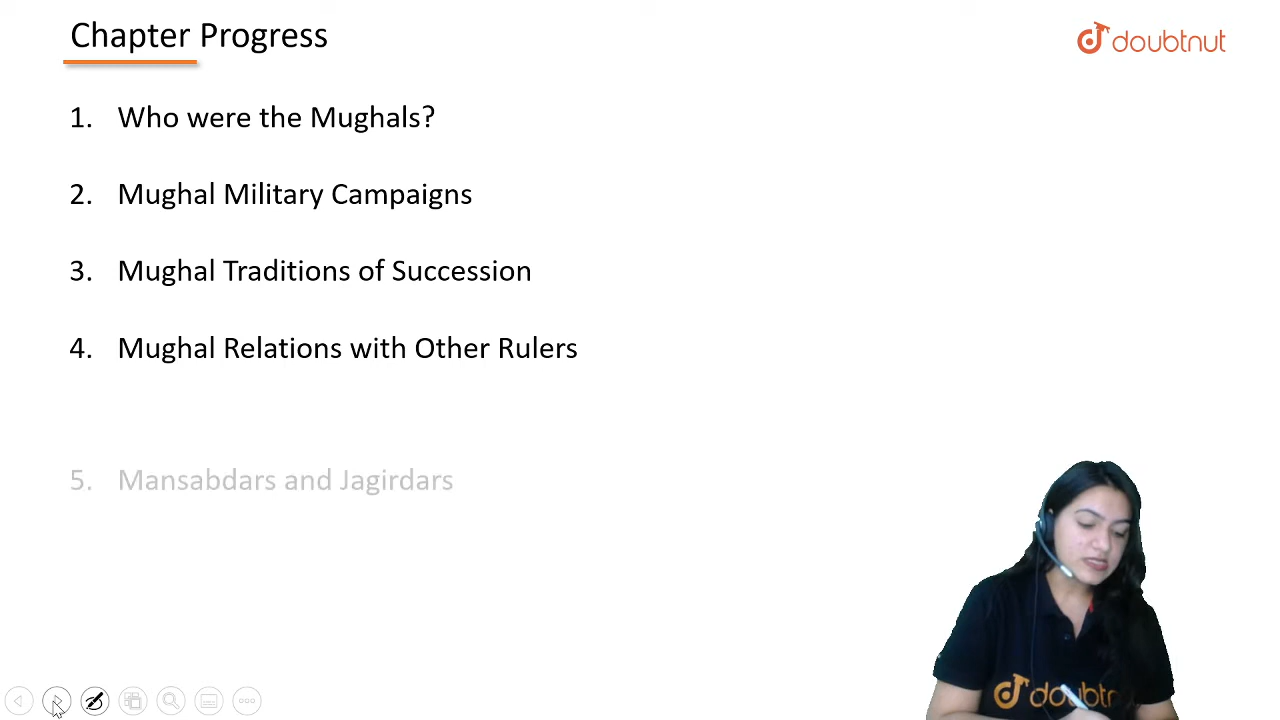 Chapter Progress
doubtnut
1. Who were the Mughals?
2. Mughal Military Campaigns
3. Mughal Traditions of Succession
4. Mughal Relations with Other Rulers
5. Mansabdars and Jagirdars